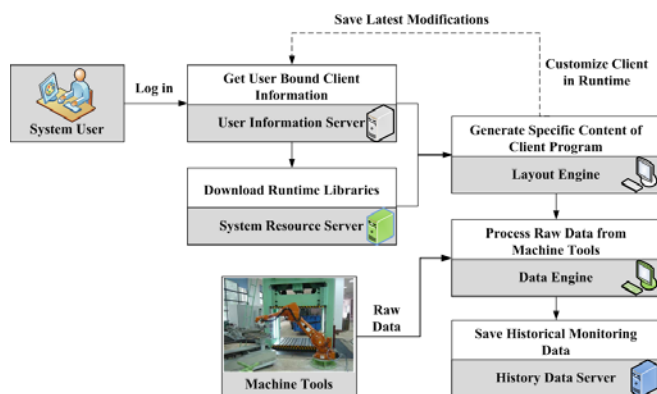 Save Latest Modifications
Customize Client
in Runtime
Get User Bound Client
Information
Log in
User Information Server
System User
Generate Specific Content of
Client Program
Layout Engine
Download Runtime Libraries
System Resource Server
Process Raw Data from
Machine Tools
Data Engine
Raw
Data
Save Historical Monitoring
Data
History Data Server
Machine Tools